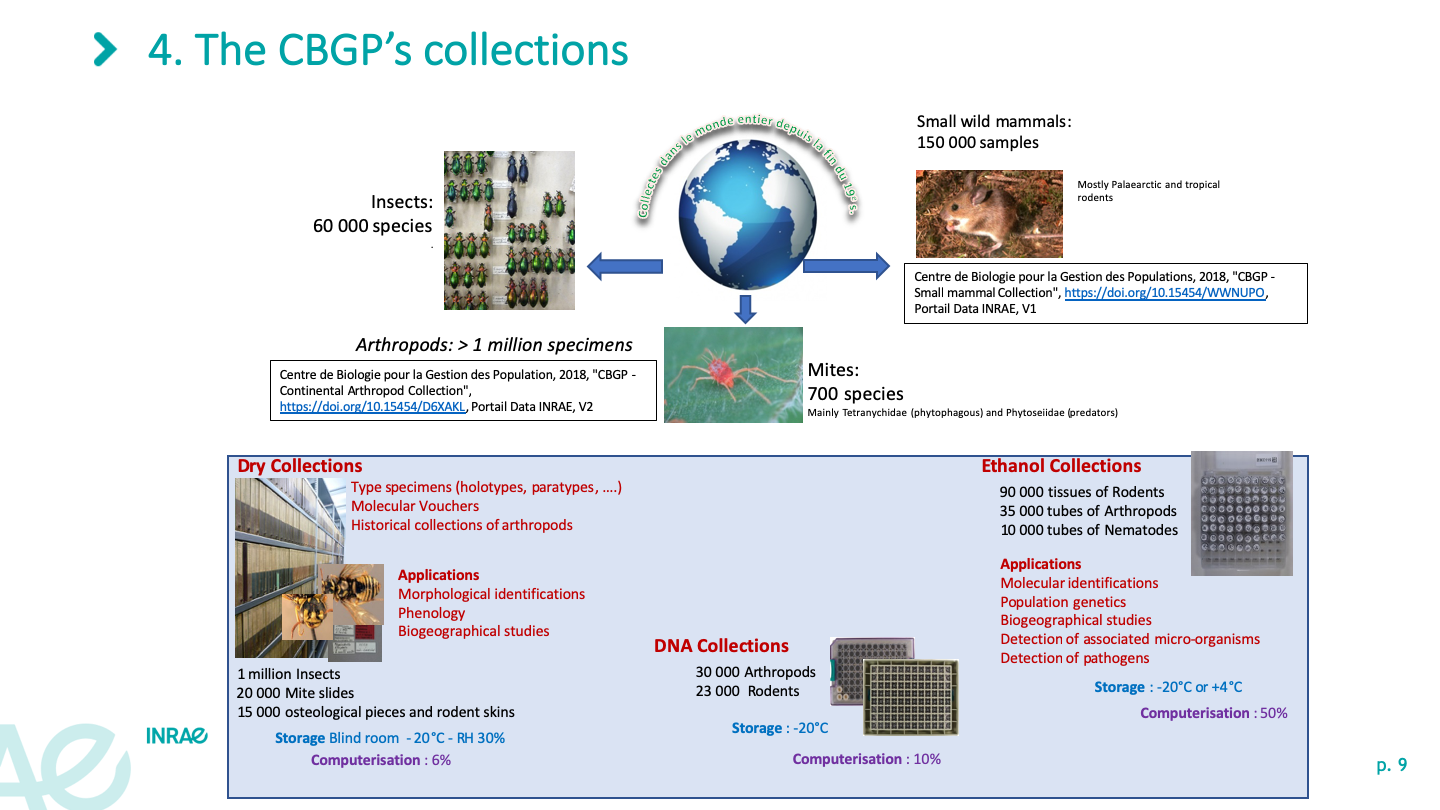 4. The CBGP's collections
Collectes dans le monde entier depuis la fin du 19e s.
Insects:
60 000 species
.
Small wild mammals:
150 000 samples
Mostly Palaearctic and tropical
rodents
Centre de Biologie pour la Gestion des Populations, 2018, "CBGP -
Small mammal Collection", https://doi.org/10.15454/WWNUPO,
Portail Data INRAE, V1
Arthropods: > 1 million specimens
Centre de Biologie pour la Gestion des Population, 2018, "CBGP -
Continental Arthropod Collection",
https://doi.org/10.15454/D6XAKL, Portail Data INRAE, V2
Mites:
700 species
Mainly Tetranychidae (phytophagous) and Phytoseiidae (predators)
Dry Collections
Type specimens (holotypes, paratypes, ....)
Molecular Vouchers
Historical collections of arthropods
Applications
Morphological identifications
Phenology
Biogeographical studies
1 million Insects
20 000 Mite slides
15 000 osteological pieces and rodent skins
Storage Blind room - 20°C - RH 30%
Computerisation : 6%
DNA Collections
30 000 Arthropods
23 000 Rodents
Storage : -20°C
Computerisation : 10%
Ethanol Collections
90 000 tissues of Rodents
35 000 tubes of Arthropods
10 000 tubes of Nematodes
Applications
Molecular identifications
Population genetics
Biogeographical studies
Detection of associated micro-organisms
Detection of pathogens
Storage : -20°C or +4°C
Computerisation : 50%
INRAE
p. 9